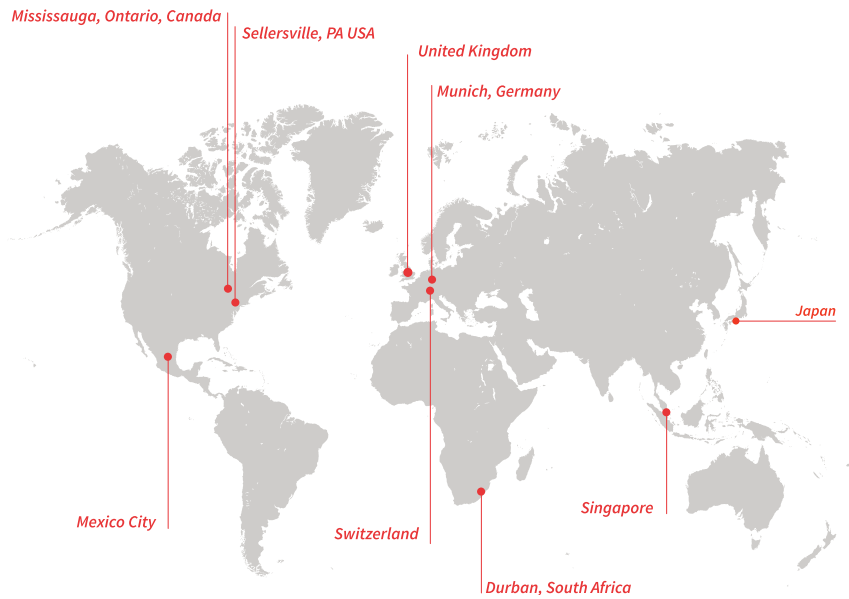 Mississauga, Ontario, Canada
Sellersville, PA USA
United Kingdom
Munich, Germany
Japan
Mexico City
Singapore
Switzerland
Durban, South Africa